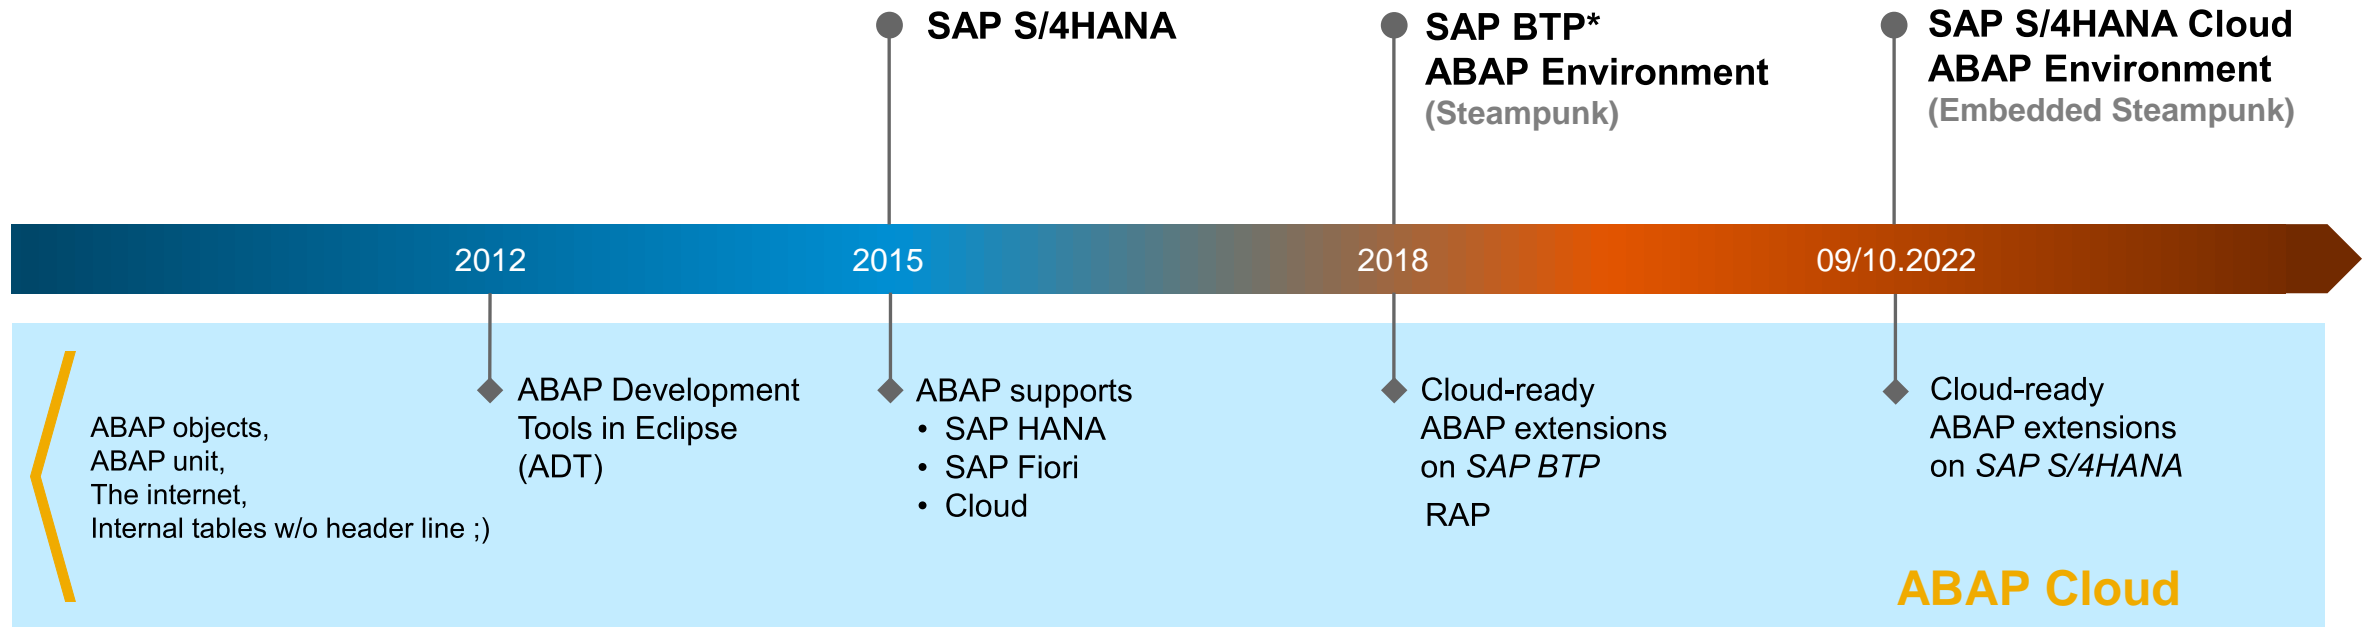 SAP S/4HANA
SAP BTP*
ABAP Environment
(Steampunk)
SAP S/4HANA Cloud
ABAP Environment
(Embedded Steampunk)
2012
2015
2018
09/10.2022
ABAP objects,
ABAP unit,
The internet,
Internal tables w/o header line ;)
ABAP Development
Tools in Eclipse
(ADT)
ABAP supports
• SAP HANA
• SAP Fiori
• Cloud
Cloud-ready
ABAP extensions
on SAP BTP
RAP
Cloud-ready
ABAP extensions
on SAP S/4HANA
ABAP Cloud